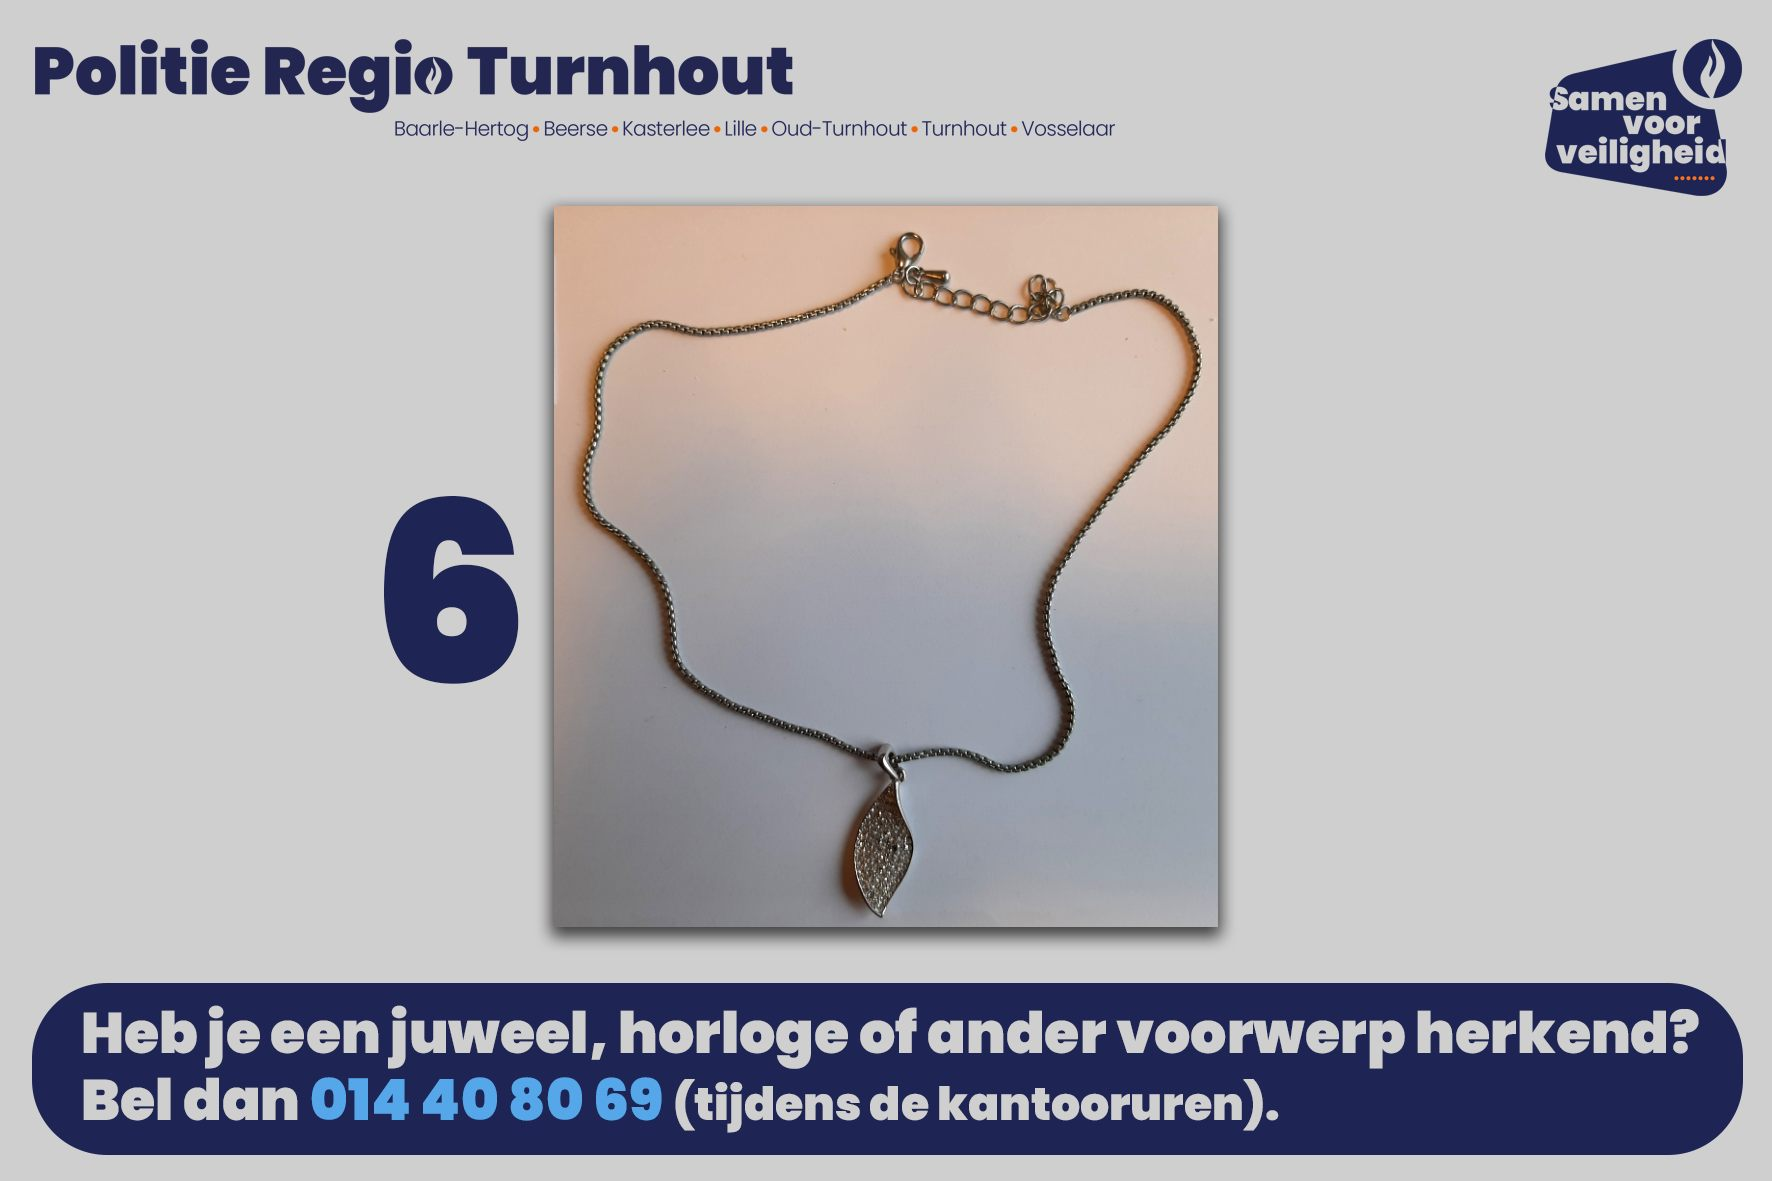 Politie Regio Turnhout
Baarle-Hertog • Beerse • Kasterlee • Lille • Oud-Turnhout • Turnhout • Vosselaar
Samen
voor
veiligheid
6
Heb je een juweel, horloge of ander voorwerp herkend?
Bel dan 014 40 80 69 (tijdens de kantooruren).